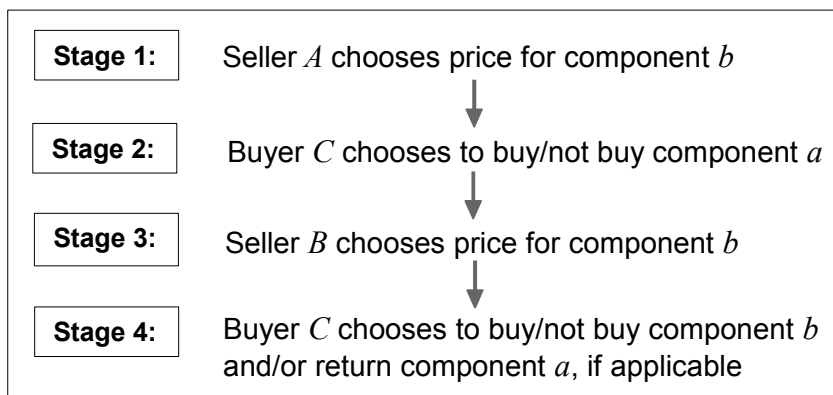 Stage 1: Seller A chooses price for component b
Stage 2: Buyer C chooses to buy/not buy component a
Stage 3: Seller B chooses price for component b
Stage 4: Buyer C chooses to buy/not buy component b
and/or return component a, if applicable